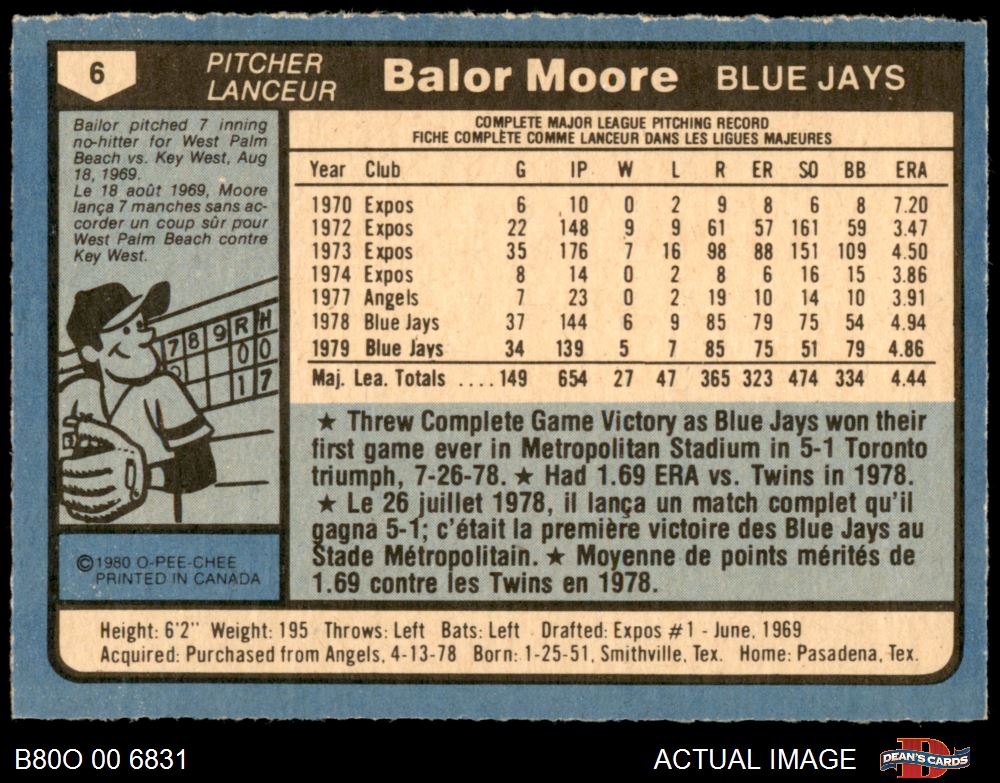 6
PITCHER
LANCEUR
Balor Moore
BLUE JAYS
Bailor pitched 7 inning
no-hitter for West Palm
Beach vs. Key West, Aug
18, 1969.
Le 18 août 1969, Moore
lança 7 manches sans ac-
corder un coup sûr pour
West Palm Beach contre
Key West.
7 8 9 R H
0 0
0 1 7
©1980 O-PEE-CHEE
PRINTED IN CANADA
COMPLETE MAJOR LEAGUE PITCHING RECORD
FICHE COMPLÈTE COMME LANCEUR DANS LES LIGUES MAJEURES
Year Club G IP W L R ER SO BB ERA
1970 Expos 6 10 0 2 9 8 6 8 7.20
1972 Expos 22 148 9 9 61 57 161 59 3.47
1973 Expos 35 176 7 16 98 88 151 109 4.50
1974 Expos 8 14 0 2 8 6 16 15 3.86
1977 Angels 7 23 0 2 19 10 14 10 3.91
1978 Blue Jays 37 144 6 9 85 79 75 54 4.94
1979 Blue Jays 34 139 5 7 85 75 51 79 4.86
Maj. Lea. Totals .... 149 654 27 47 365 323 474 334 4.44
★ Threw Complete Game Victory as Blue Jays won their
first game ever in Metropolitan Stadium in 5-1 Toronto
triumph, 7-26-78. ★ Had 1.69 ERA vs. Twins in 1978.
★ Le 26 juillet 1978, il lança un match complet qu'il
gagna 5-1; c'était la première victoire des Blue Jays au
Stade Métropolitain. ★ Moyenne de points mérités de
1.69 contre les Twins en 1978.
Height: 6'2" Weight: 195 Throws: Left Bats: Left Drafted: Expos #1 - June, 1969
Acquired: Purchased from Angels, 4-13-78 Born: 1-25-51, Smithville, Tex. Home: Pasadena, Tex.
B80O 00 6831
ACTUAL IMAGE
DEAN'S CARDS